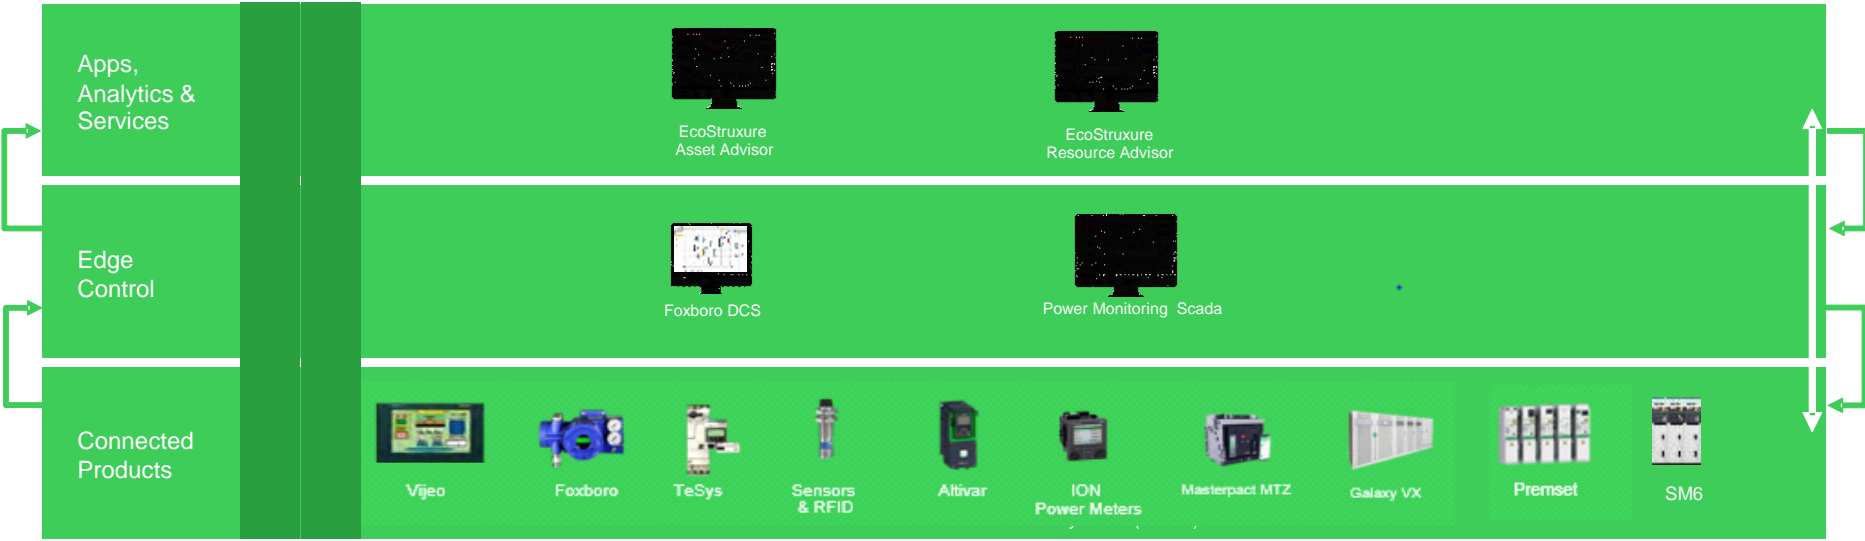 Apps,
Analytics &
Services
EcoStruxure
Asset Advisor
EcoStruxure
Resource Advisor
Edge
Control
Foxboro DCS
Power Monitoring Scada
Connected
Products
Vijeo
Foxboro
TeSys
Sensors
& RFID
Altivar
ION
Power Meters
Masterpact MTZ
Galaxy VX
Premset
SM6